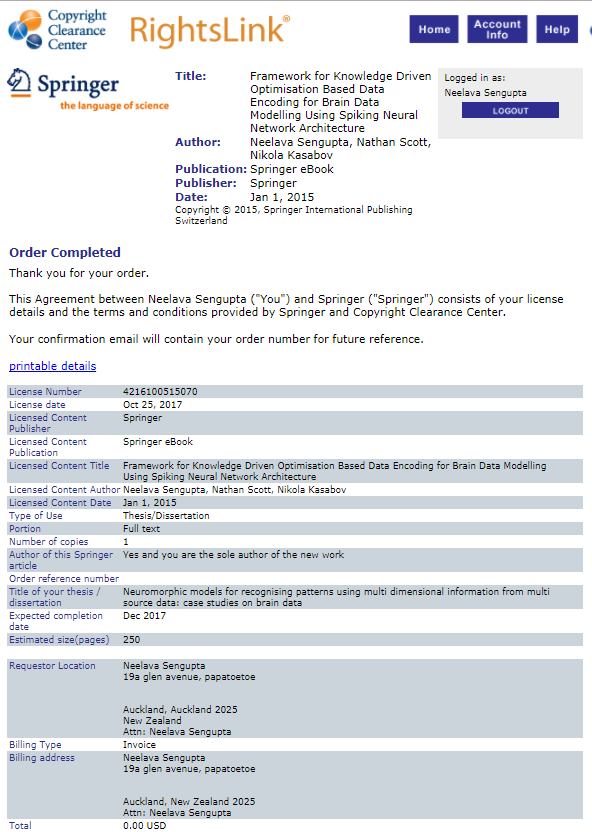 Copyright
Clearance
Center
RightsLink®
Home
Account
Info
Help
Springer
the language of science
Title: Framework for Knowledge Driven
Optimisation Based Data
Encoding for Brain Data
Modelling Using Spiking Neural
Network Architecture
Author: Neelava Sengupta, Nathan Scott,
Nikola Kasabov
Publication: Springer eBook
Publisher: Springer
Date: Jan 1, 2015
Copyright © 2015, Springer International Publishing
Switzerland
Logged in as:
Neelava Sengupta
LOGOUT
Order Completed
Thank you for your order.
This Agreement between Neelava Sengupta ("You") and Springer ("Springer") consists of your license
details and the terms and conditions provided by Springer and Copyright Clearance Center.
Your confirmation email will contain your order number for future reference.
printable details
License Number 4216100515070
License date Oct 25, 2017
Licensed Content Springer
Publisher
Licensed Content Springer eBook
Publication
Licensed Content Title Framework for Knowledge Driven Optimisation Based Data Encoding for Brain Data Modelling
Using Spiking Neural Network Architecture
Licensed Content Author Neelava Sengupta, Nathan Scott, Nikola Kasabov
Licensed Content Date Jan 1, 2015
Type of Use Thesis/Dissertation
Portion Full text
Number of copies 1
Author of this Springer Yes and you are the sole author of the new work
article
Order reference number
Title of your thesis / Neuromorphic models for recognising patterns using multi dimensional information from multi
dissertation source data: case studies on brain data
Expected completion Dec 2017
date
Estimated size(pages) 250
Requestor Location Neelava Sengupta
19a glen avenue, papatoetoe
Auckland, Auckland 2025
New Zealand
Attn: Neelava Sengupta
Billing Type Invoice
Billing address Neelava Sengupta
19a glen avenue, papatoetoe
Auckland, New Zealand 2025
Attn: Neelava Sengupta
Total 0.00 USD